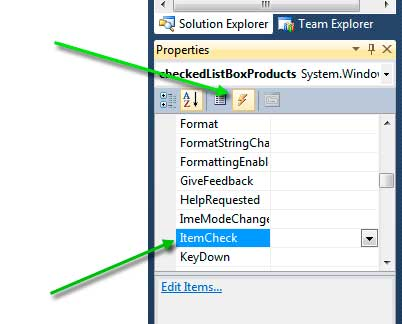 Solution Explorer Team Explorer
Properties
checkedListBoxProducts System.Window
Format
FormatStringCha
FormattingEnabl
GiveFeedback
HelpRequested
ImeModeChange
ItemCheck
KeyDown
Edit Items...